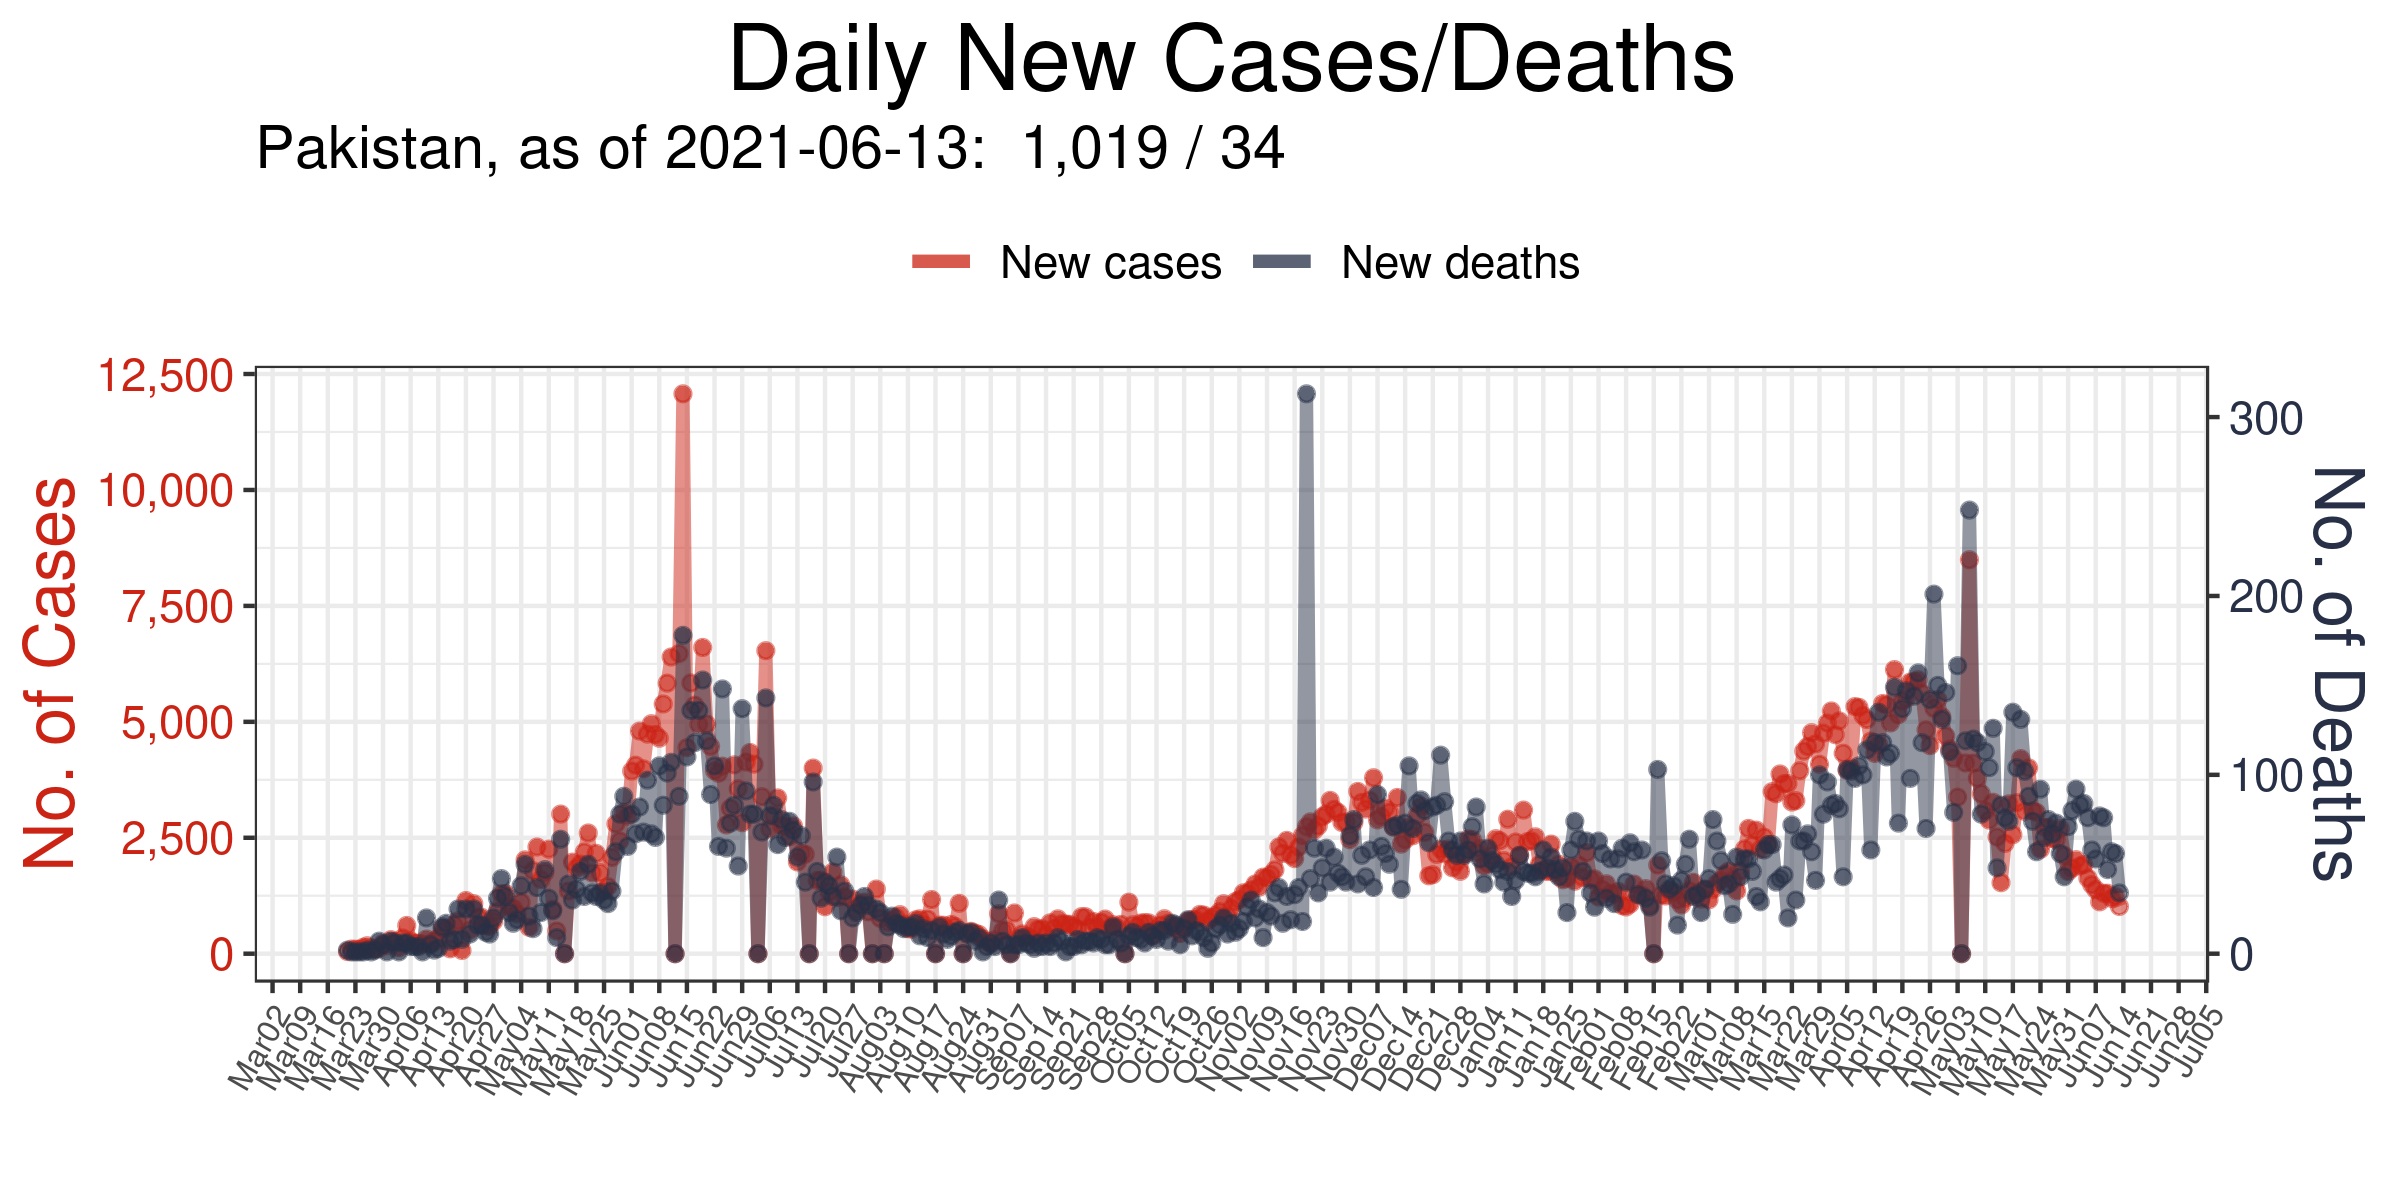 Daily New Cases/Deaths
Pakistan, as of 2021-06-13:  1,019 / 34
New cases
New deaths
No. of Cases
12,500
10,000
7,500
5,000
2,500
0
300
200
100
0
No. of Deaths
Mar02
Mar09
Mar16
Mar23
Mar30
Apr06
Apr13
Apr20
Apr27
May04
May11
May18
May25
Jun01
Jun08
Jun15
Jun22
Jun29
Jul06
Jul13
Jul20
Jul27
Aug03
Aug10
Aug17
Aug24
Aug31
Sep07
Sep14
Sep21
Sep28
Oct05
Oct12
Oct19
Oct26
Nov02
Nov09
Nov16
Nov23
Nov30
Dec07
Dec14
Dec21
Dec28
Jan04
Jan11
Jan18
Jan25
Feb01
Feb08
Feb15
Feb22
Mar01
Mar08
Mar15
Mar22
Mar29
Apr05
Apr12
Apr19
Apr26
May03
May10
May17
May24
May31
Jun07
Jun14
Jun21
Jun28
Jul05